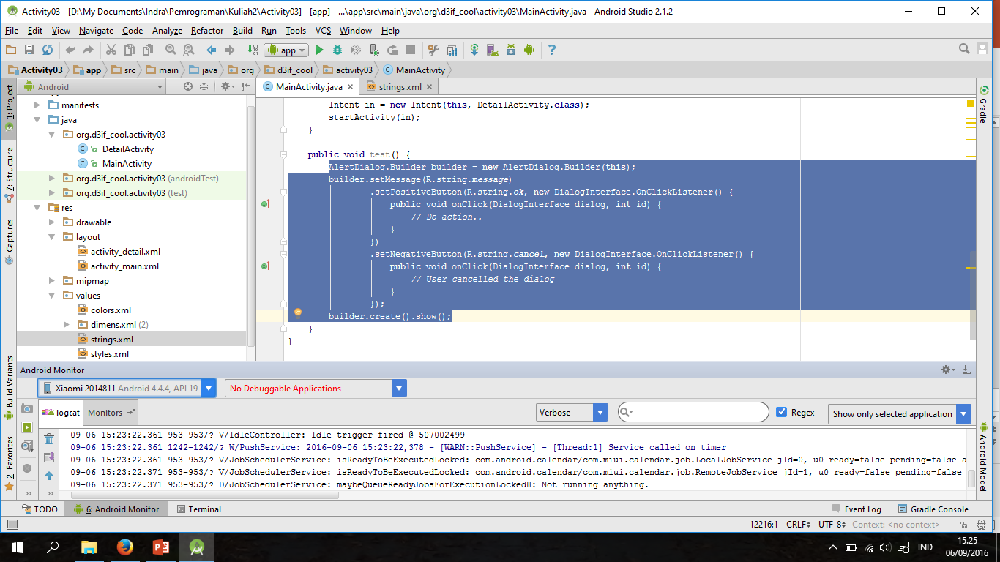 Activity03 - [D:\My Documents\Indra\Pemrograman\Kuliah2\Activity03] - [app] - ...\app\src\main\java\org\d3if_cool\activity03\MainActivity.java - Android Studio 2.1.2
File Edit View Navigate Code Analyze Refactor Build Run Tools VCS Window Help
app
Activity03 app src main java org d3if_cool activity03 MainActivity
1: Project
7: Structure
Captures
Build Variants
2: Favorites
Android
manifests
java
org.d3if_cool.activity03
DetailActivity
MainActivity
org.d3if_cool.activity03 (androidTest)
org.d3if_cool.activity03 (test)
res
drawable
layout
activity_detail.xml
activity_main.xml
mipmap
values
colors.xml
dimens.xml (2)
strings.xml
styles.xml
MainActivity.java strings.xml
Intent in = new Intent(this, DetailActivity.class);
startActivity(in);
}
public void test() {
AlertDialog.Builder builder = new AlertDialog.Builder(this);
builder.setMessage(R.string.message)
.setPositiveButton(R.string.ok, new DialogInterface.OnClickListener() {
public void onClick(DialogInterface dialog, int id) {
// Do action..
}
})
.setNegativeButton(R.string.cancel, new DialogInterface.OnClickListener() {
public void onClick(DialogInterface dialog, int id) {
// User cancelled the dialog
}
});
builder.create().show();
}
}
Gradle
Android Model
Android Monitor
Xiaomi 2014811 Android 4.4.4, API 19 No Debuggable Applications
logcat Monitors Verbose Regex Show only selected application
09-06 15:23:22.361 953-953/? V/IdleController: Idle trigger fired @ 507002499
09-06 15:23:22.361 1242-1242/? W/PushService: 2016-09-06 15:23:22,378 - [WARN::PushService] - [Thread:1] Service called on timer
09-06 15:23:22.361 953-953/? V/JobSchedulerService: isReadyToBeExecutedLocked: com.android.calendar/com.miui.calendar.job.LocalJobService jId=0, u0 ready=false pending=false a
09-06 15:23:22.371 953-953/? V/JobSchedulerService: isReadyToBeExecutedLocked: com.android.calendar/com.miui.calendar.job.RemoteJobService jId=1, u0 ready=false pending=false
09-06 15:23:22.371 953-953/? D/JobSchedulerService: maybeQueueReadyJobsForExecutionLockedH: Not running anything.
TODO 6: Android Monitor Terminal Event Log Gradle Console
12216:1 CRLF UTF-8 Context: <no context>
IND
15.25
06/09/2016